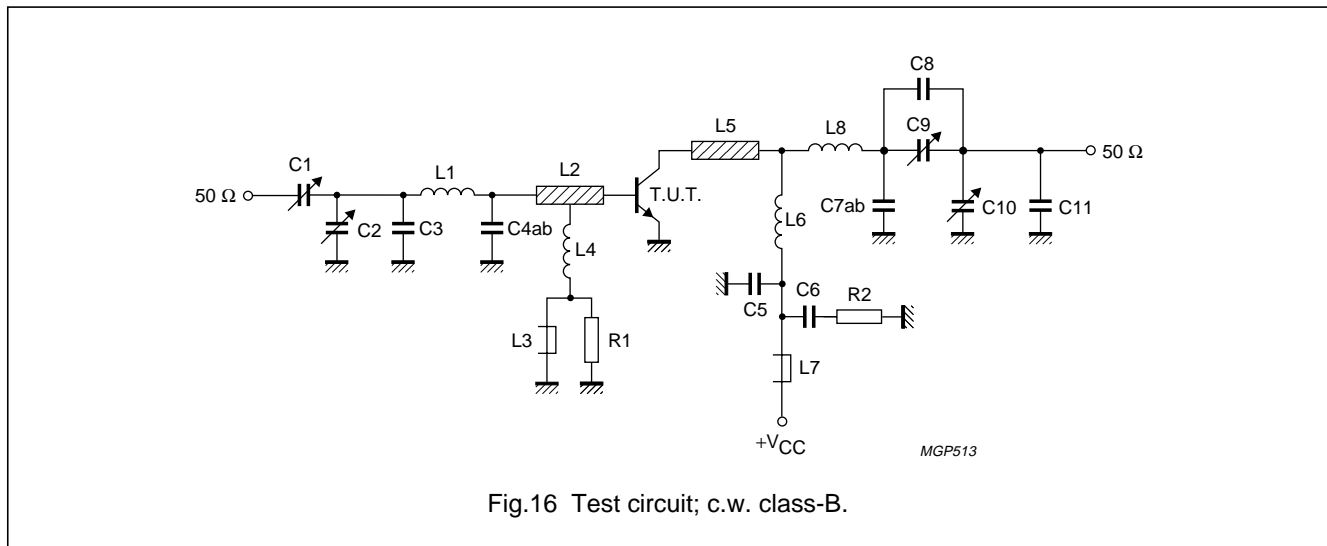 C8
C9
L5
L8
50 Ω
C1
L1
L2
T.U.T.
50 Ω
C2
C3
C4ab
L4
L6
C7ab
C10
C11
C5
C6
R2
L3
R1
L7
+VCC
MGP513
Fig.16 Test circuit; c.w. class-B.